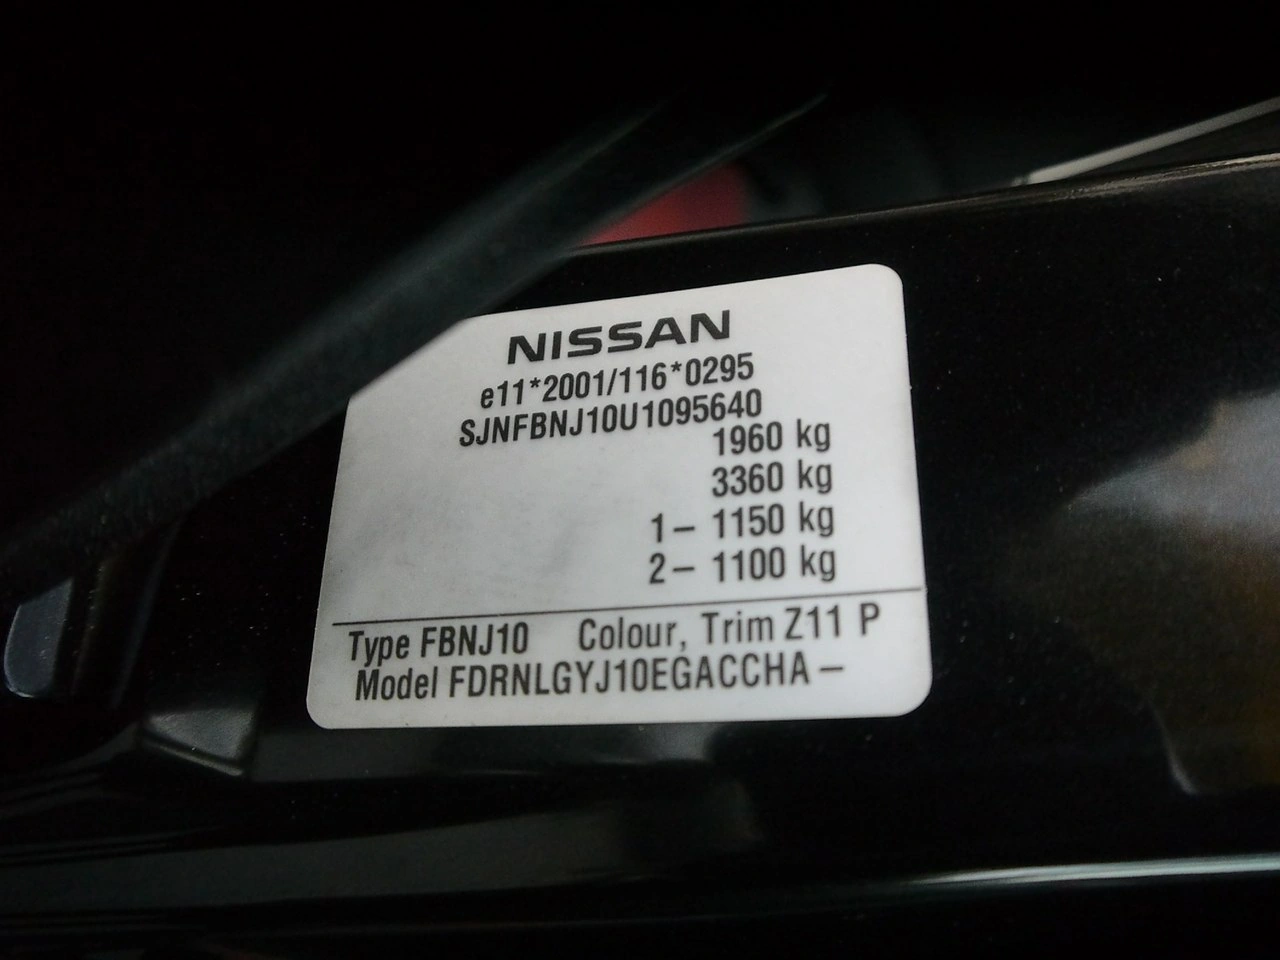 NISSAN
e11*2001/116*0295
SJNFBNJ10U1095640
1960 kg
3360 kg
1– 1150 kg
2– 1100 kg
Type FBNJ10 Colour, Trim Z11 P
Model FDRNLGYJ10EGACCHA –